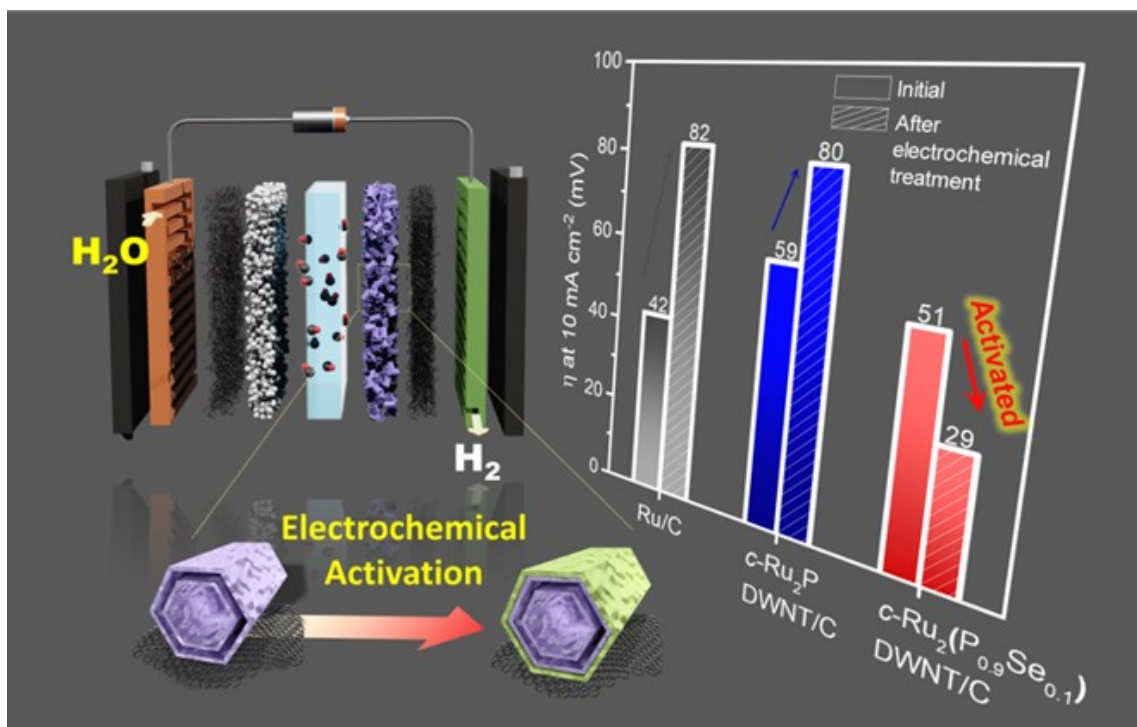 H₂O
H₂
Electrochemical
Activation
100
80
60
40
20
0
η at 10 mA cm⁻² (mV)
Initial
After
electrochemical
treatment
42
82
59
80
51
29
Activated
Ru/C
c-Ru₂P
DWNT/C
c-Ru₂(P₀.₉Se₀.₁)
DWNT/C